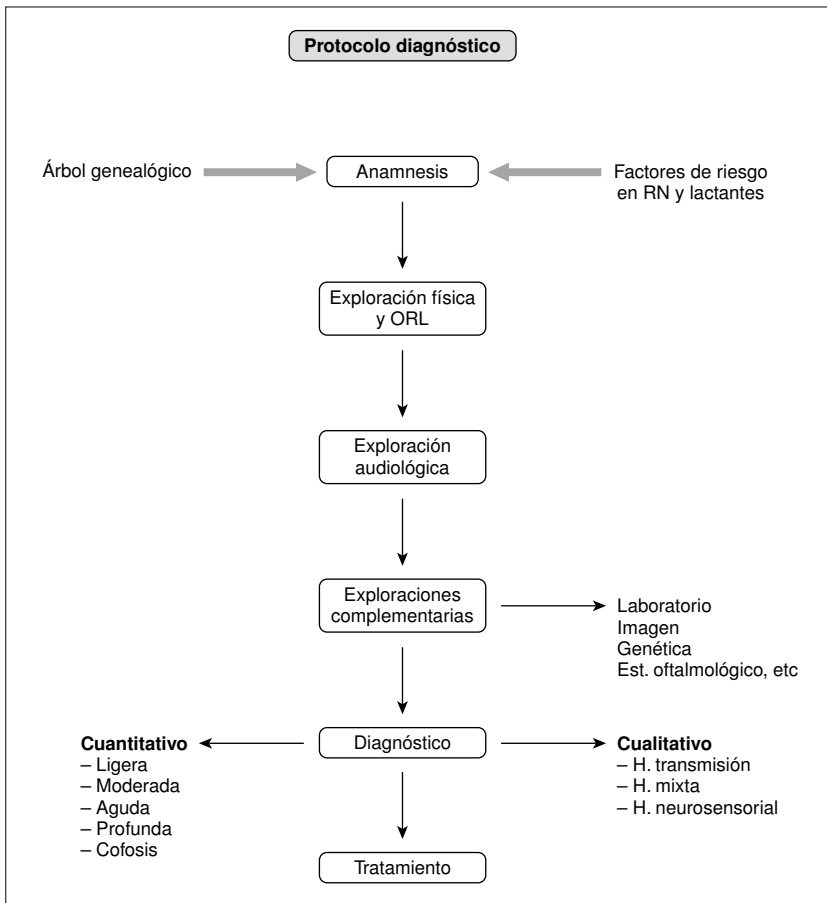 Protocolo diagnóstico
Árbol genealógico
Anamnesis
Factores de riesgo
en RN y lactantes
Exploración física
y ORL
Exploración
audiológica
Exploraciones
complementarias
Laboratorio
Imagen
Genética
Est. oftalmológico, etc
Cuantitativo
– Ligera
– Moderada
– Aguda
– Profunda
– Cofosis
Diagnóstico
Cualitativo
– H. transmisión
– H. mixta
– H. neurosensorial
Tratamiento